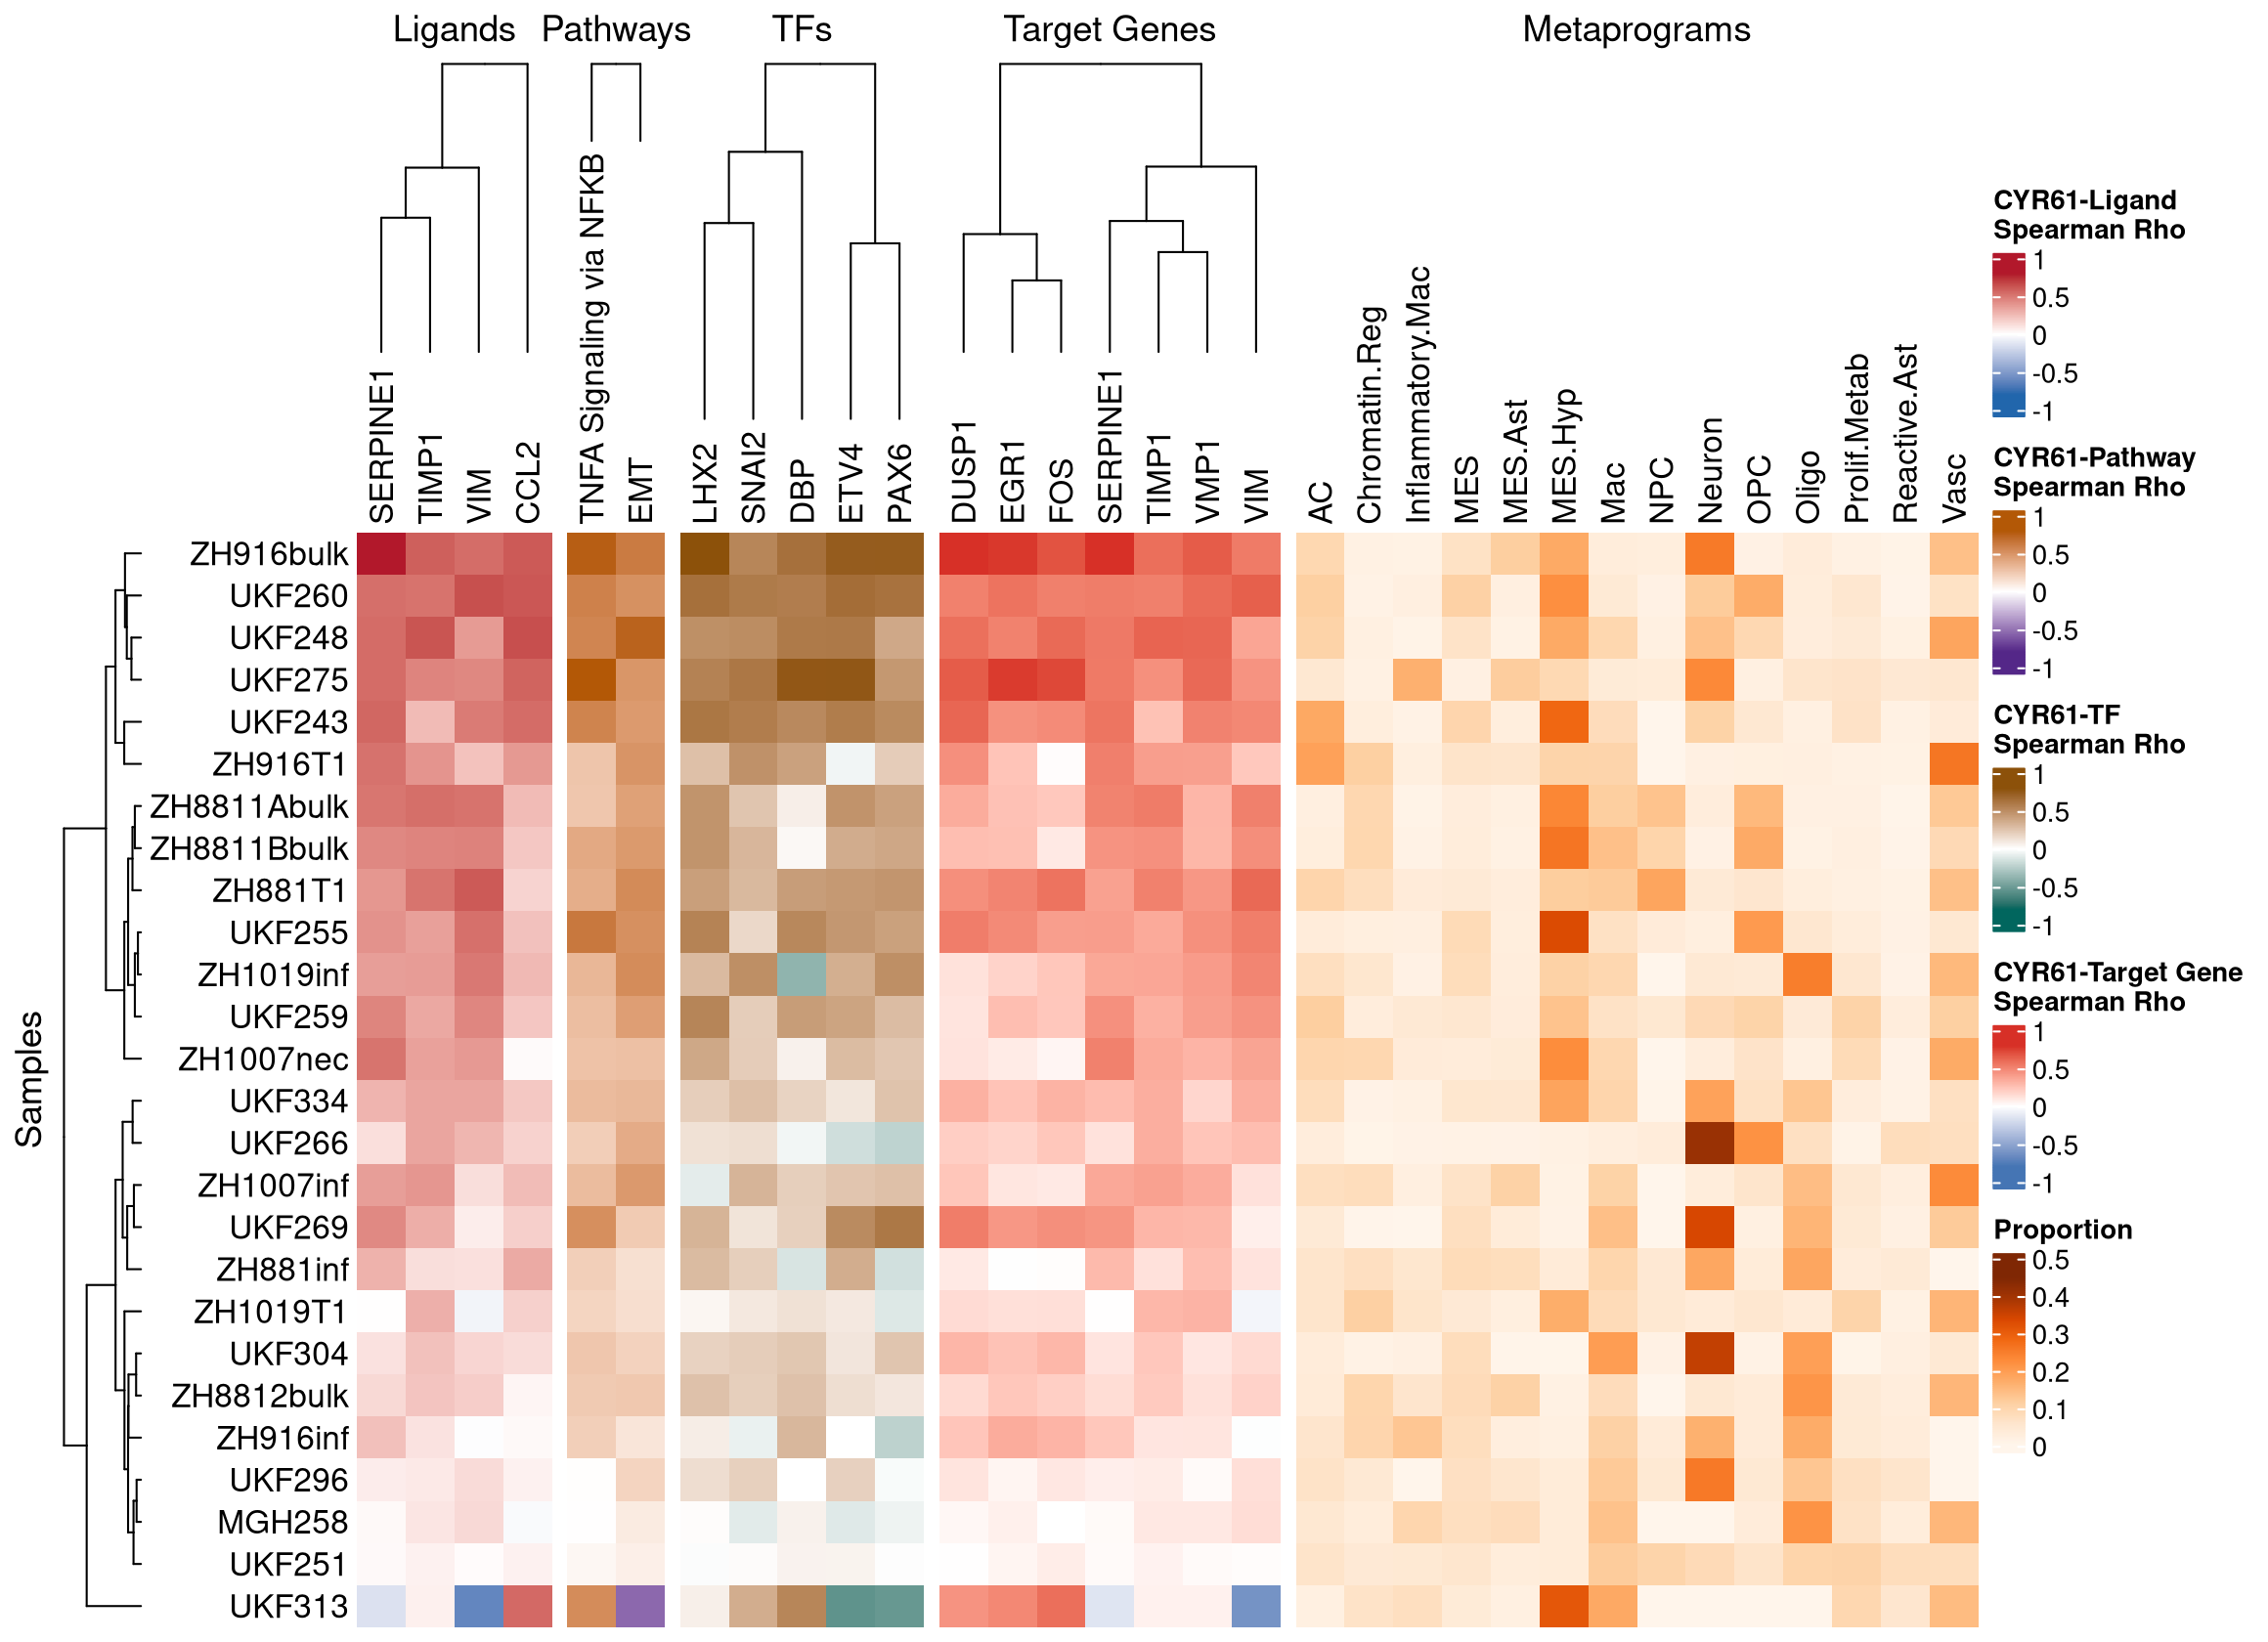 Ligands Pathways TFs Target Genes Metaprograms
SERPINE1 TIMP1 VIM CCL2 TNFA Signaling via NFKB EMT LHX2 SNAI2 DBP ETV4 PAX6 DUSP1 EGR1 FOS SERPINE1 TIMP1 VMP1 VIM AC Chromatin.Reg Inflammatory.Mac MES MES.Ast MES.Hyp Mac NPC Neuron OPC Oligo Prolif.Metab Reactive.Ast Vasc
Samples
ZH916bulk
UKF260
UKF248
UKF275
UKF243
ZH916T1
ZH8811Abulk
ZH8811Bbulk
ZH881T1
UKF255
ZH1019inf
UKF259
ZH1007nec
UKF334
UKF266
ZH1007inf
UKF269
ZH881inf
ZH1019T1
UKF304
ZH8812bulk
ZH916inf
UKF296
MGH258
UKF251
UKF313
CYR61-Ligand
Spearman Rho
1
0.5
0
-0.5
-1
CYR61-Pathway
Spearman Rho
1
0.5
0
-0.5
-1
CYR61-TF
Spearman Rho
1
0.5
0
-0.5
-1
CYR61-Target Gene
Spearman Rho
1
0.5
0
-0.5
-1
Proportion
0.5
0.4
0.3
0.2
0.1
0